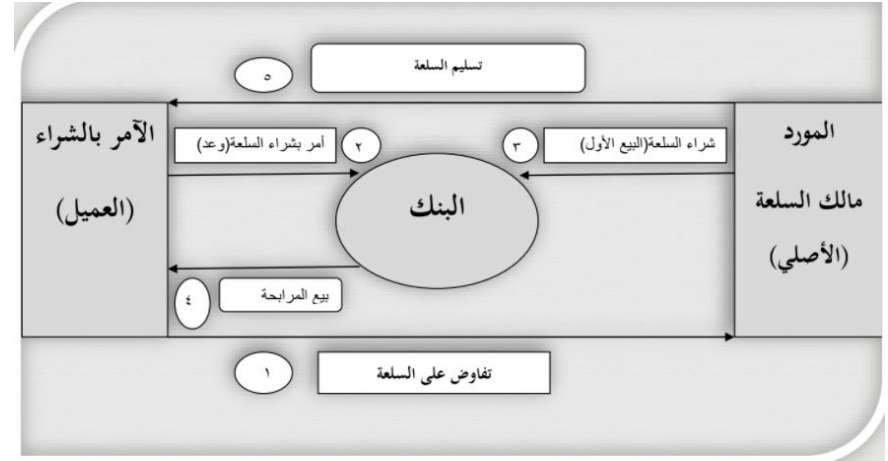 تسليم السلعة
٥
المورد
مالك السلعة
(الأصلي)
شراء السلعة(البيع الأول)
٣
٢
أمر بشراء السلعة(وعد)
الآمر بالشراء
(العميل)
البنك
بيع المرابحة
٤
تفاوض على السلعة
١